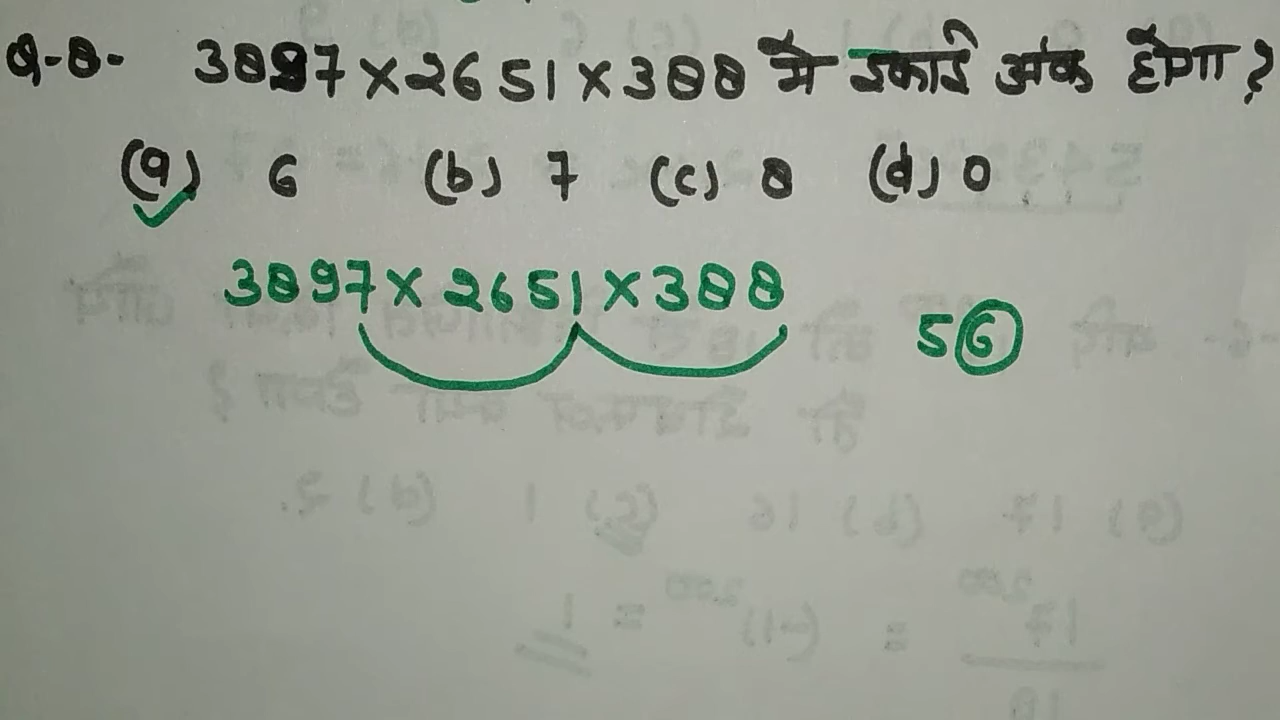 Q-8- 3897 × 2651 × 388 में इकाई अंक होगा ?
(a) 6 (b) 7 (c) 8 (d) 0
3897 × 2651 × 388
56